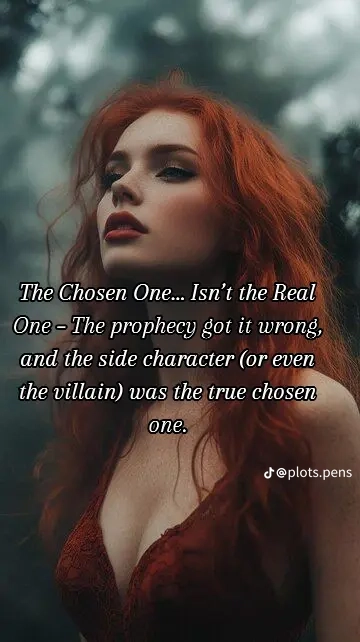 The Chosen One... Isn't the Real
One – The prophecy got it wrong,
and the side character (or even
the villain) was the true chosen
one.
@plots.pens